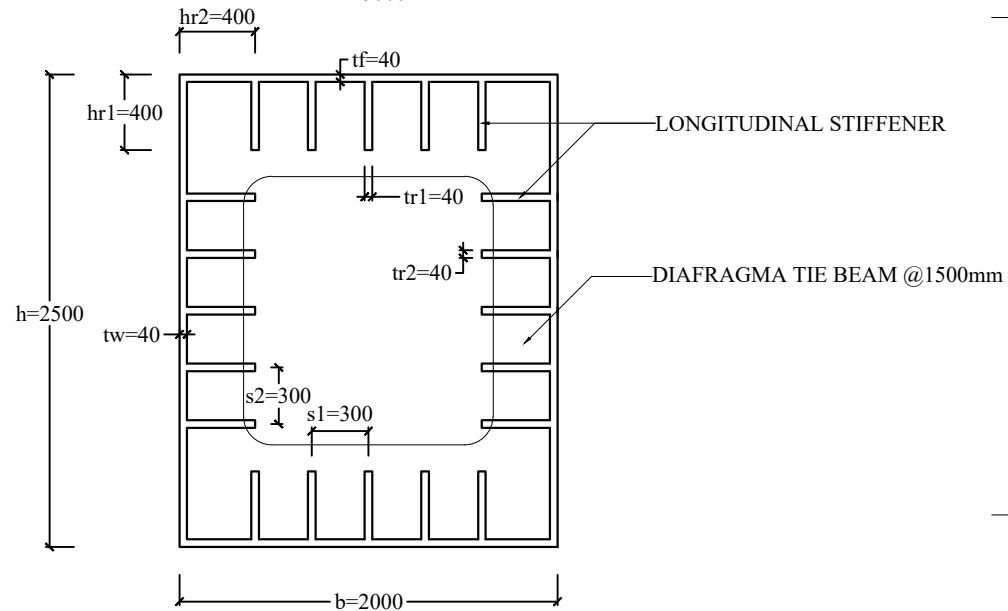 hr2=400
tf=40
hr1=400
LONGITUDINAL STIFFENER
tr1=40
tr2=40
DIAFRAGMA TIE BEAM @1500mm
h=2500
tw=40
s2=300
s1=300
b=2000